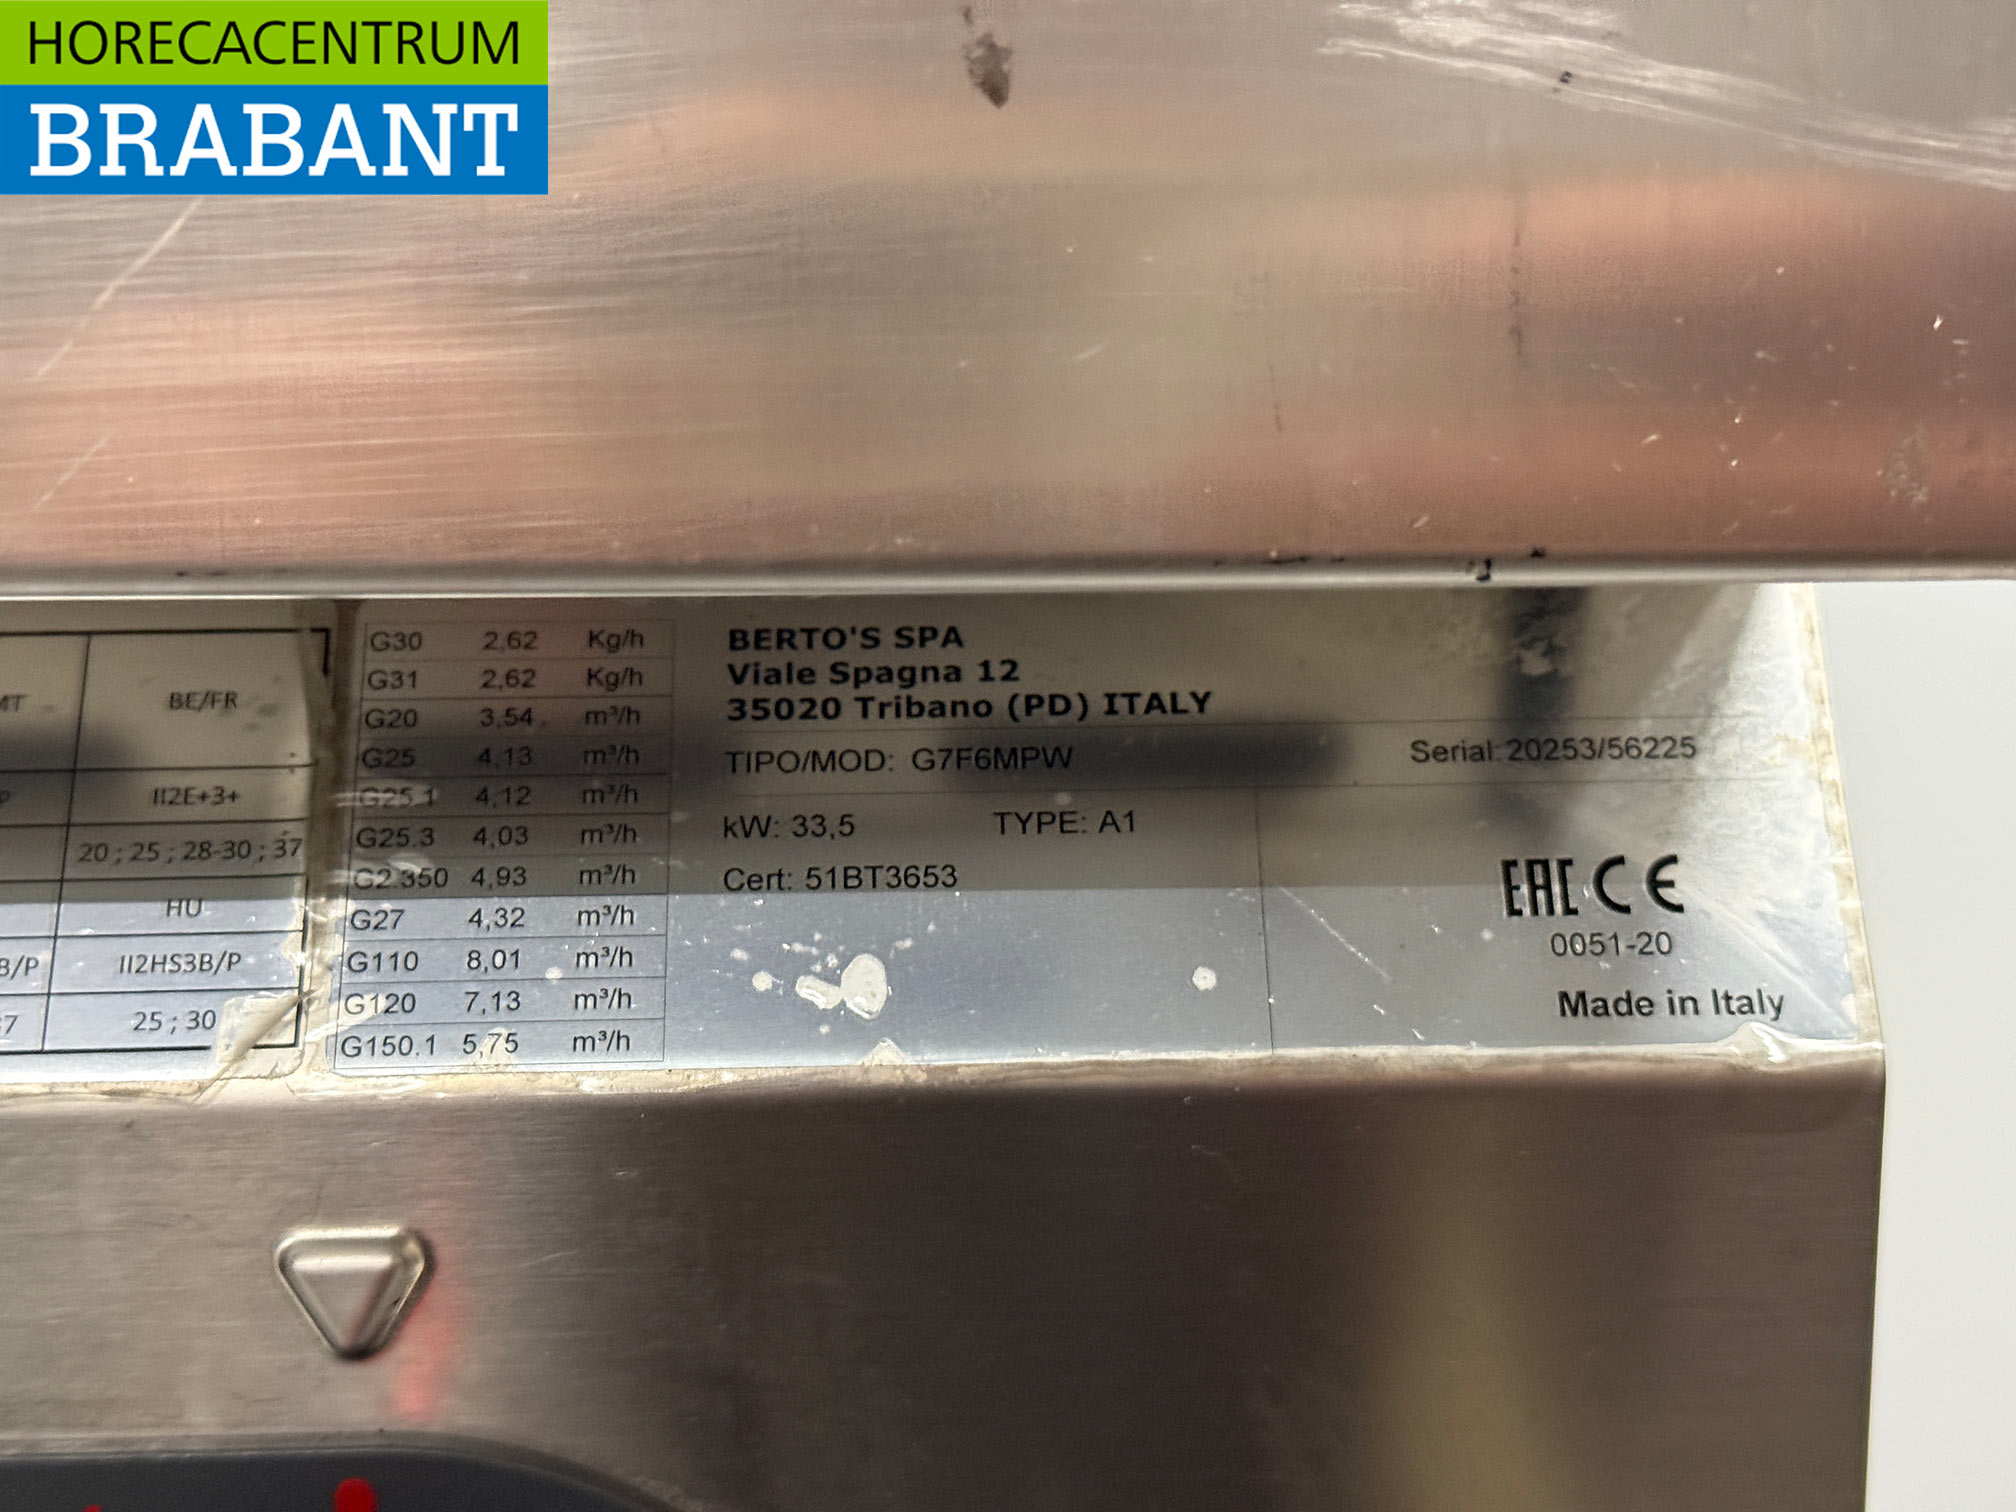 HORECACENTRUM
BRABANT
BE/FR
II2E+3+
20 ; 25 ; 28-30 ; 37
HU
B/P II2HS3B/P
25 ; 30
G30 2,62 Kg/h
G31 2,62 Kg/h
G20 3,54 m³/h
G25 4,13 m³/h
G25.1 4,12 m³/h
G25.3 4,03 m³/h
G2.350 4,93 m³/h
G27 4,32 m³/h
G110 8,01 m³/h
G120 7,13 m³/h
G150.1 5,75 m³/h
BERTO'S SPA
Viale Spagna 12
35020 Tribano (PD) ITALY
TIPO/MOD: G7F6MPW Serial: 20253/56225
kW: 33,5 TYPE: A1
Cert: 51BT3653
EAC CE
0051-20
Made in Italy